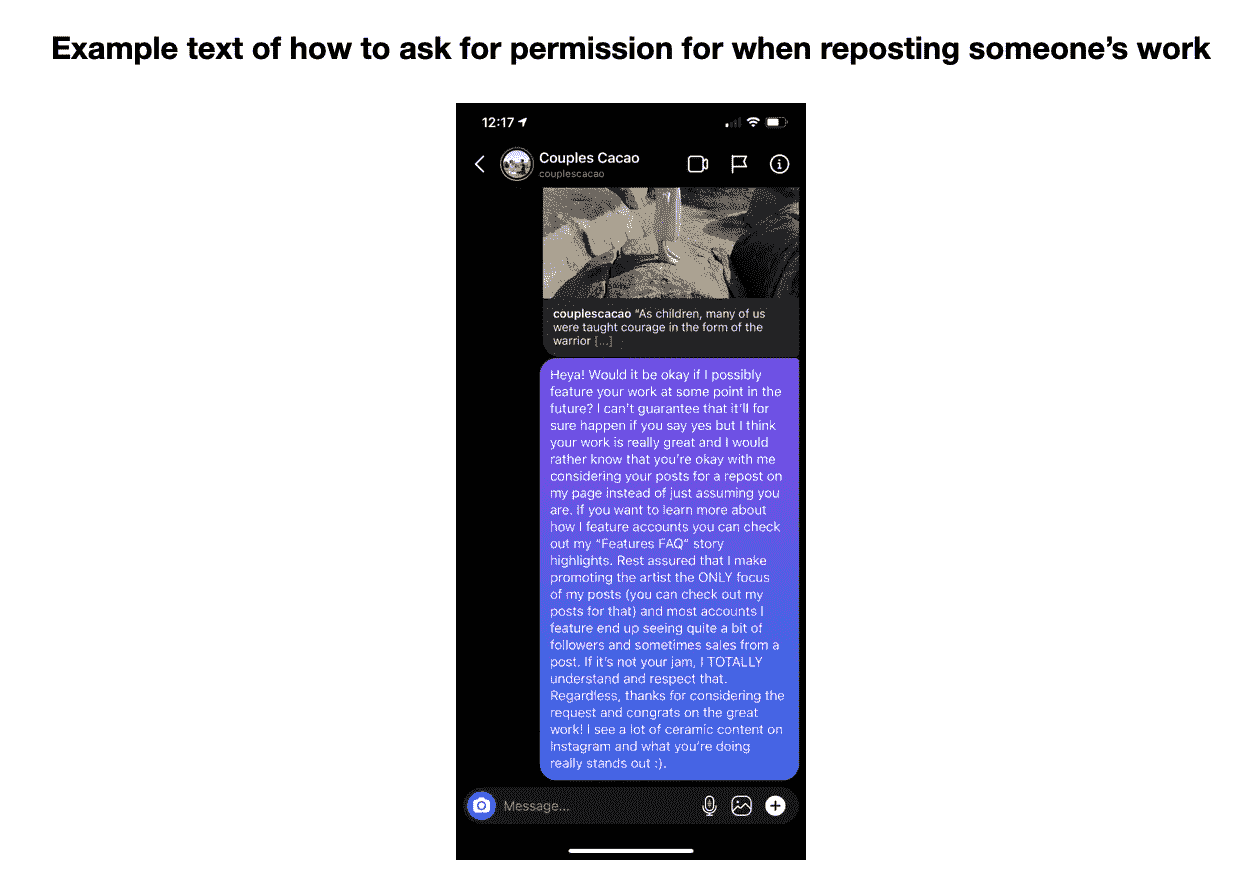 Example text of how to ask for permission for when reposting someone’s work
12:17
Couples Cacao
couplescacao
couplescacao “As children, many of us
were taught courage in the form of the
warrior [...]
Heya! Would it be okay if I possibly
feature your work at some point in the
future? I can’t guarantee that it’ll for
sure happen if you say yes but I think
your work is really great and I would
rather know that you’re okay with me
considering your posts for a repost on
my page instead of just assuming you
are. If you want to learn more about
how I feature accounts you can check
out my “Features FAQ” story
highlights. Rest assured that I make
promoting the artist the ONLY focus
of my posts (you can check out my
posts for that) and most accounts I
feature end up seeing quite a bit of
followers and sometimes sales from a
post. If it’s not your jam, I TOTALLY
understand and respect that.
Regardless, thanks for considering the
request and congrats on the great
work! I see a lot of ceramic content on
Instagram and what you’re doing
really stands out :).
Message...